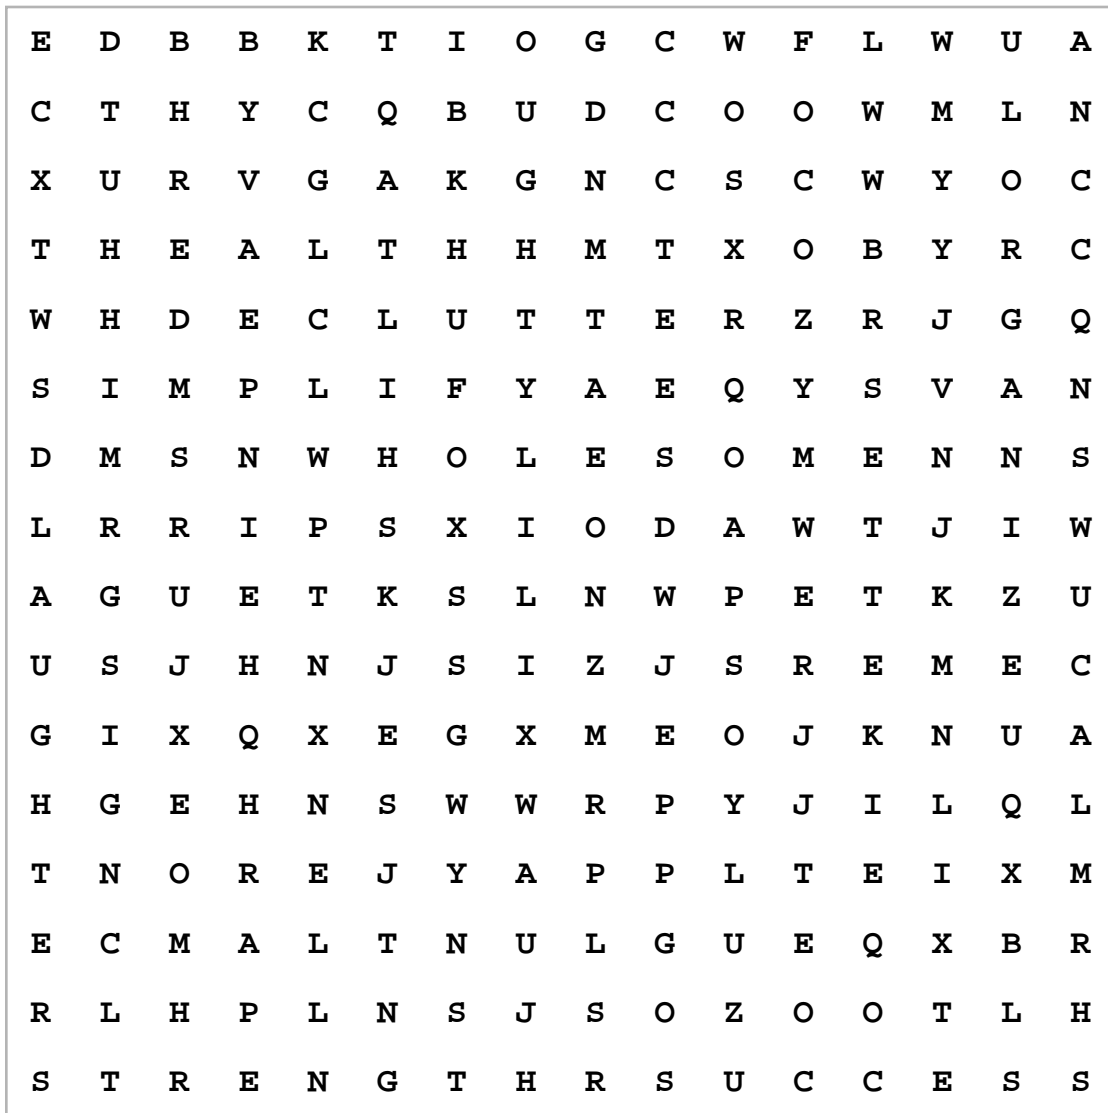 E D B B K T I O G C W F L W U A
C T H Y C Q B U D C O O W M L N
X U R V G A K G N C S C W Y O C
T H E A L T H H M T X O B Y R C
W H D E C L U T T E R Z R J G Q
S I M P L I F Y A E Q Y S V A N
D M S N W H O L E S O M E N N S
L R R I P S X I O D A W T J I W
A G U E T K S L N W P E T K Z U
U S J H N J S I Z J S R E M E C
G I X Q X E G X M E O J K N U A
H G E H N S W W R P Y J I L Q L
T N O R E J Y A P P L T E I X M
E C M A L T N U L G U E Q X B R
R L H P L N S J S O Z O O T L H
S T R E N G T H R S U C C E S S